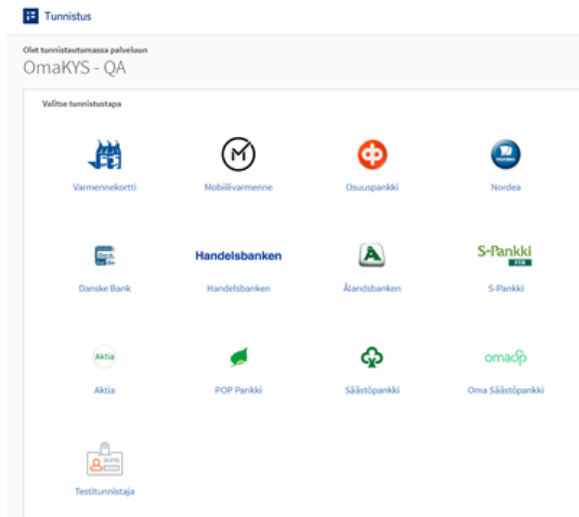 Tunnistus
Olet tunnistautumassa palveluun
OmaKYS - QA
Valitse tunnistustapa
Varmennekortti
Mobiilivarmenne
Osuuspankki
Nordea
Nordea
Handelsbanken
S-Pankki
Danske Bank
Handelsbanken
Ålandsbanken
S-Pankki
Aktia
omasp
Aktia
POP Pankki
Säästöpankki
Oma Säästöpankki
Testitunnistaja